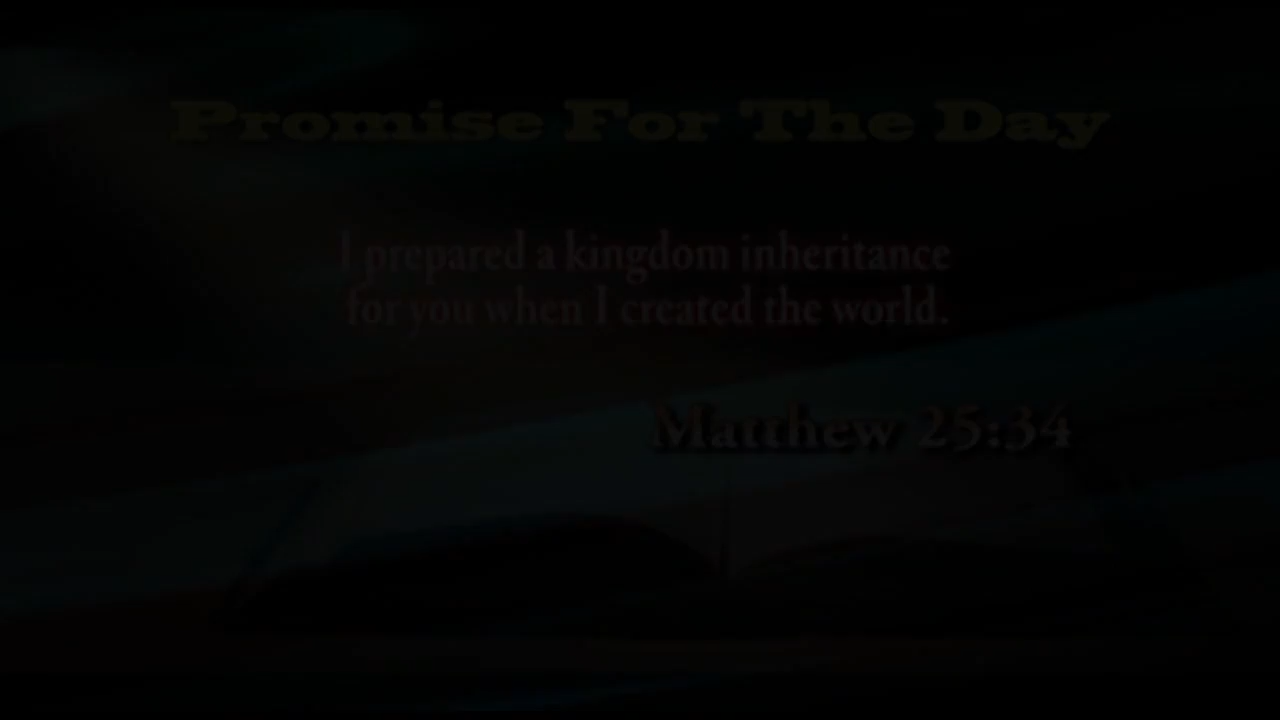 Promise For The Day
I prepared a kingdom inheritance
for you when I created the world.
Matthew 25:34